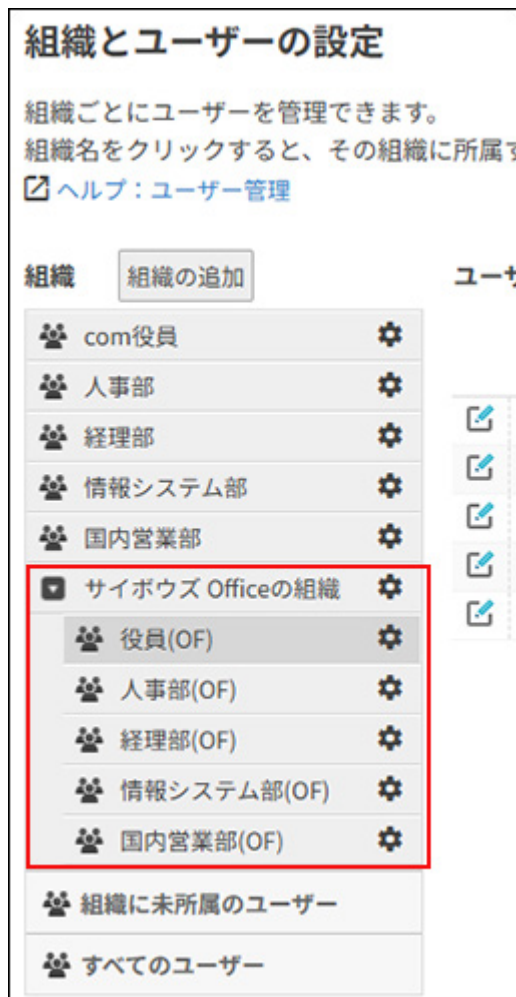 組織とユーザーの設定
組織ごとにユーザーを管理できます。
組織名をクリックすると、その組織に所属す
ヘルプ：ユーザー管理
組織 組織の追加 ユーサ
com役員
人事部
経理部
情報システム部
国内営業部
サイボウズ Officeの組織
役員(OF)
人事部(OF)
経理部(OF)
情報システム部(OF)
国内営業部(OF)
組織に未所属のユーザー
すべてのユーザー